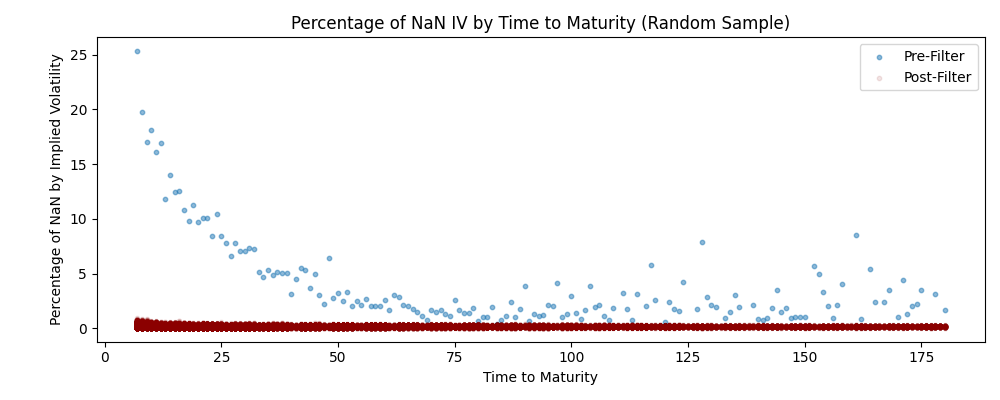 Percentage of NaN IV by Time to Maturity (Random Sample)
Percentage of NaN by Implied Volatility
25
20
15
10
5
0
Pre-Filter
Post-Filter
0 25 50 75 100 125 150 175
Time to Maturity